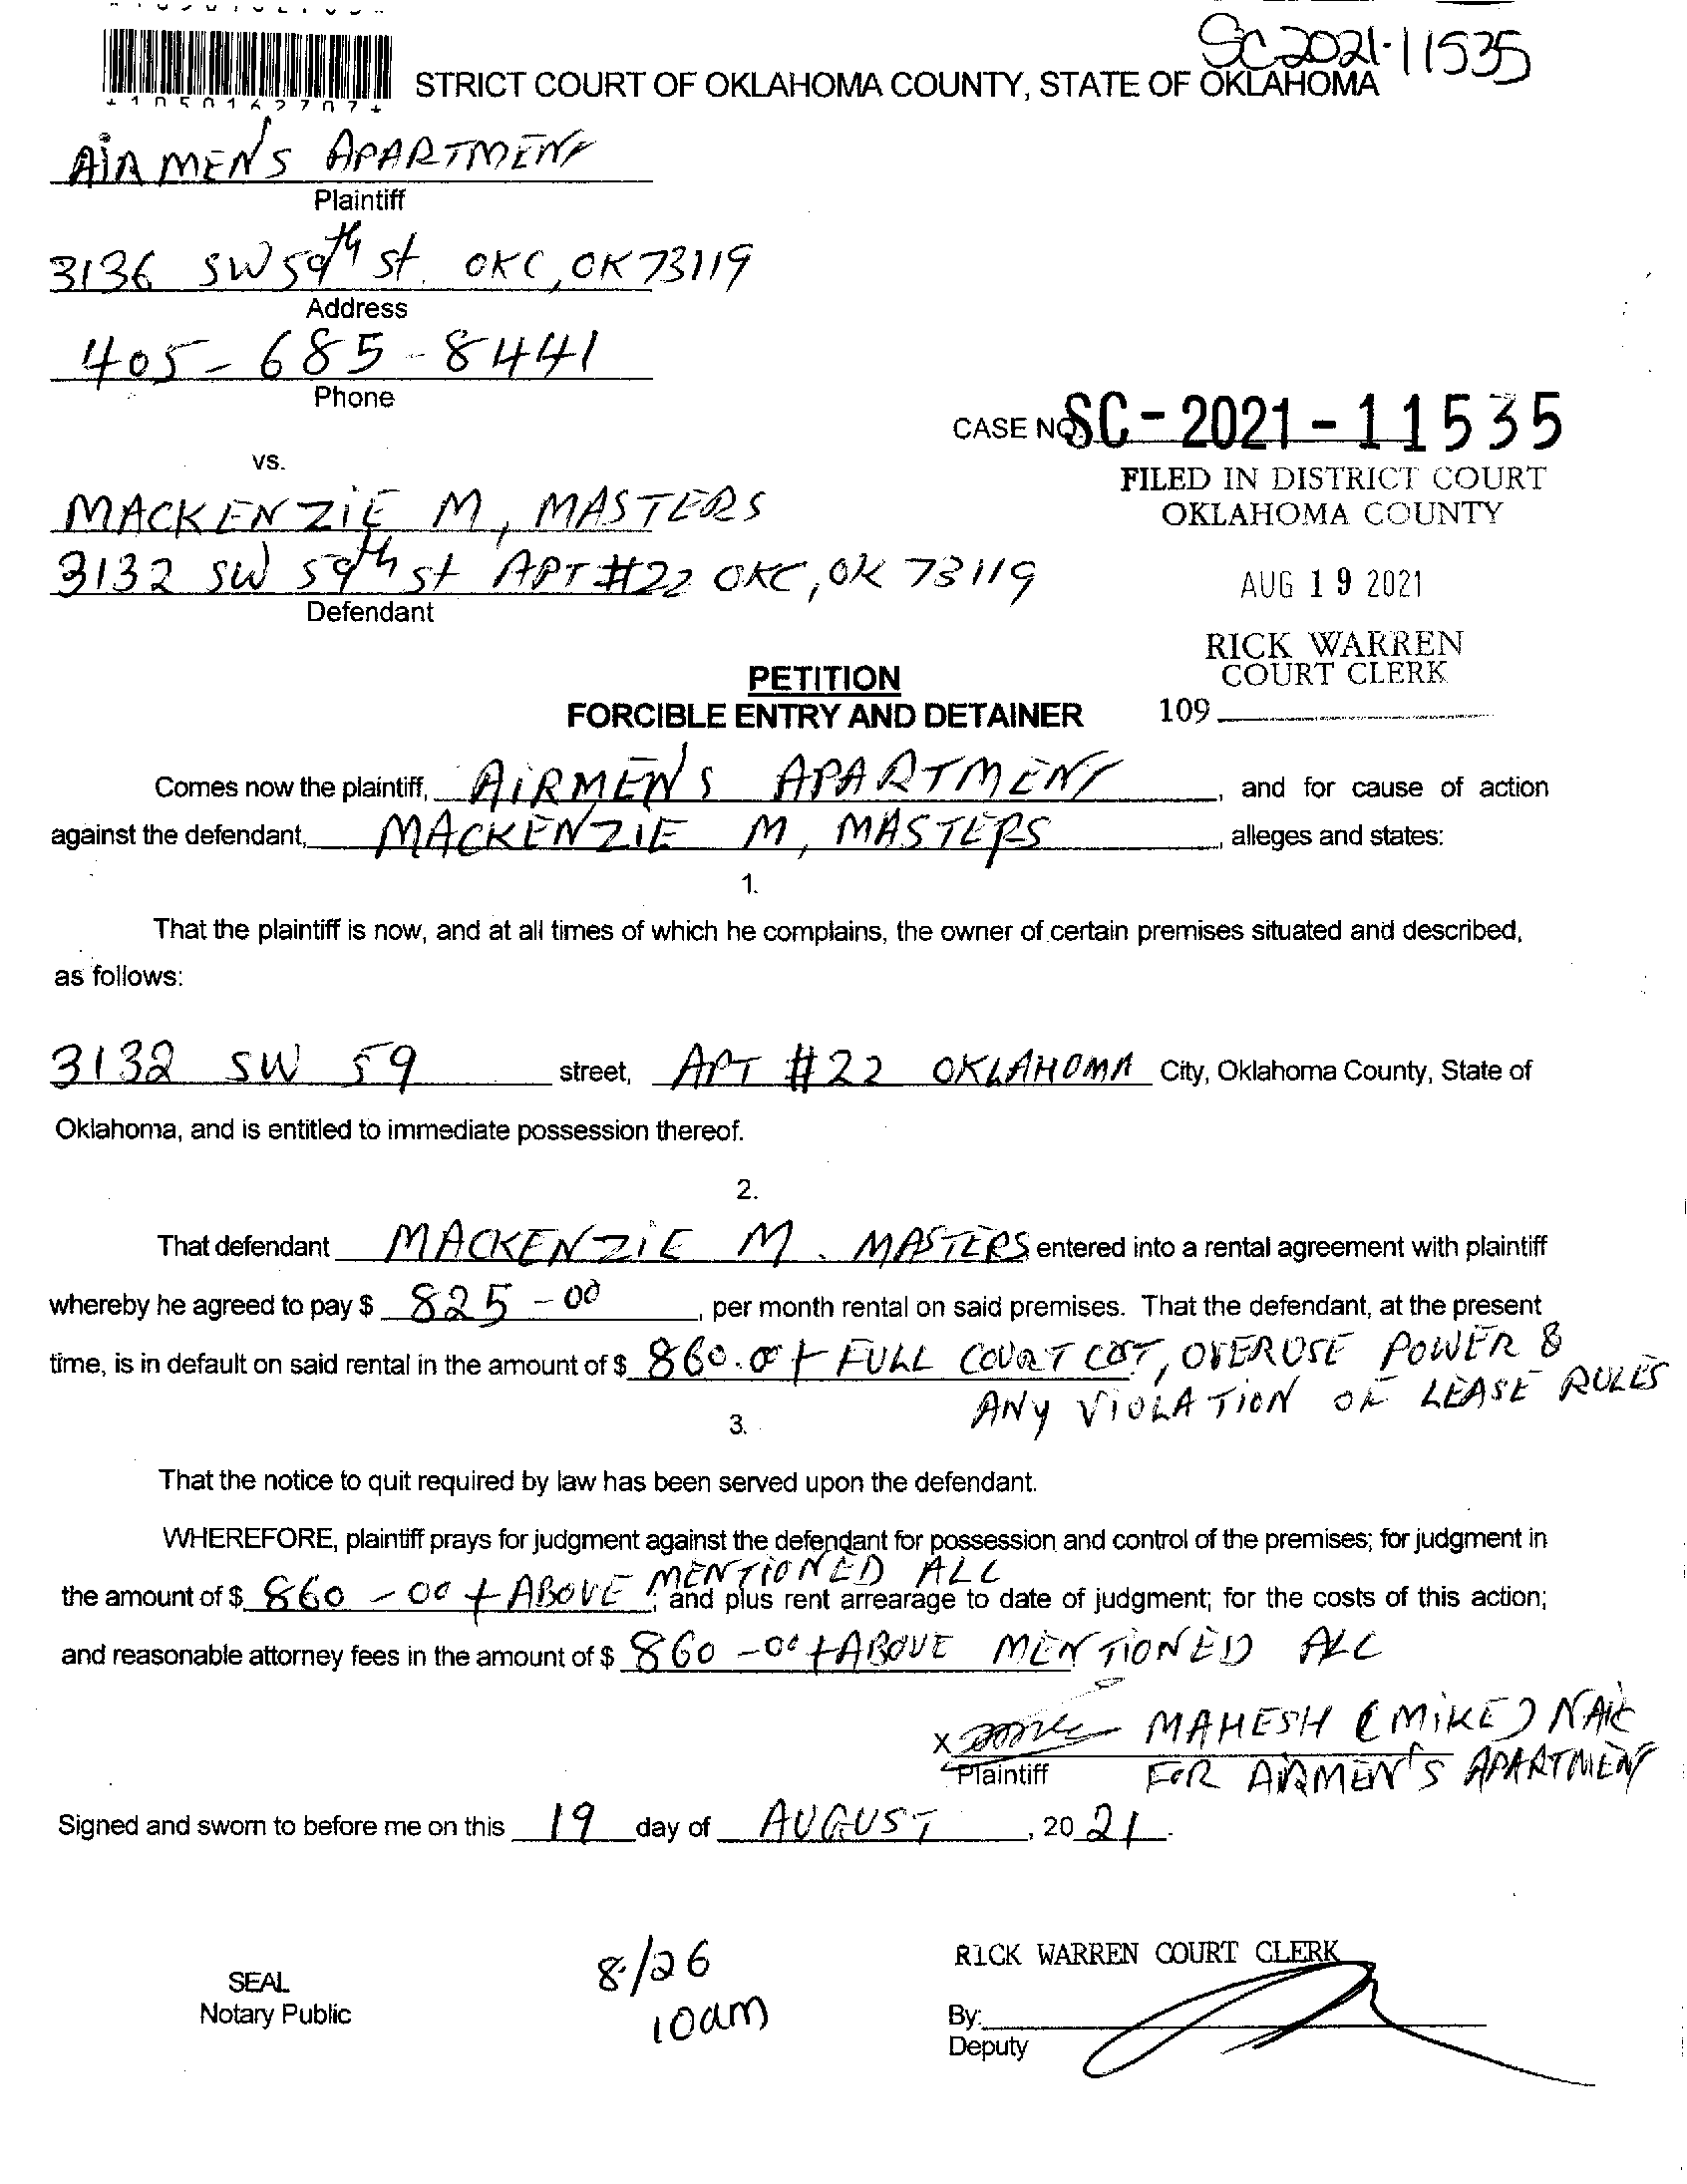 SC 2021-11535
STRICT COURT OF OKLAHOMA COUNTY, STATE OF OKLAHOMA
AIRMEN'S APARTMENT
Plaintiff
3136 SW 59th st. OKC, OK 73119
Address
405-685-8441
Phone
CASE NO. SC-2021-11535
vs.
FILED IN DISTRICT COURT
OKLAHOMA COUNTY
MACKENZIE M, MASTERS
3132 SW 59th st APT #22 OKC, OK 73119
Defendant
AUG 19 2021
RICK WARREN
COURT CLERK
109
PETITION
FORCIBLE ENTRY AND DETAINER
Comes now the plaintiff, AIRMEN'S APARTMENT, and for cause of action
against the defendant, MACKENZIE M, MASTERS, alleges and states:
1.
That the plaintiff is now, and at all times of which he complains, the owner of certain premises situated and described,
as follows:
3132 SW 59 street, APT #22 OKLAHOMA City, Oklahoma County, State of
Oklahoma, and is entitled to immediate possession thereof.
2.
That defendant MACKENZIE M. MASTERS entered into a rental agreement with plaintiff
whereby he agreed to pay $ 825-00, per month rental on said premises. That the defendant, at the present
time, is in default on said rental in the amount of $ 860.00 + FULL COURT COST, OVERUSE POWER &
ANY VIOLATION OF LEASE RULES
3.
That the notice to quit required by law has been served upon the defendant.
WHEREFORE, plaintiff prays for judgment against the defendant for possession and control of the premises; for judgment in
the amount of $ 860-00 + ABOVE MENTIONED ALL; and plus rent arrearage to date of judgment; for the costs of this action;
and reasonable attorney fees in the amount of $ 860-00 + ABOVE MENTIONED ALL
x MAHESH (MIKE) NAIK
Plaintiff FOR AIRMEN'S APARTMENT
Signed and sworn to before me on this 19 day of AUGUST, 2021.
SEAL
Notary Public
8/26
10am
RICK WARREN COURT CLERK
By:
Deputy